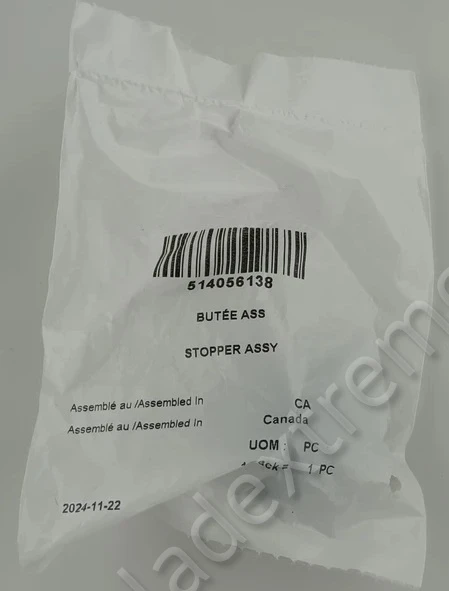 514056138
BUTÉE ASS
STOPPER ASSY
Assemblé au /Assembled In CA
Assemblé au /Assembled In Canada
UOM : PC
= 1 PC
2024-11-22
ladextreme